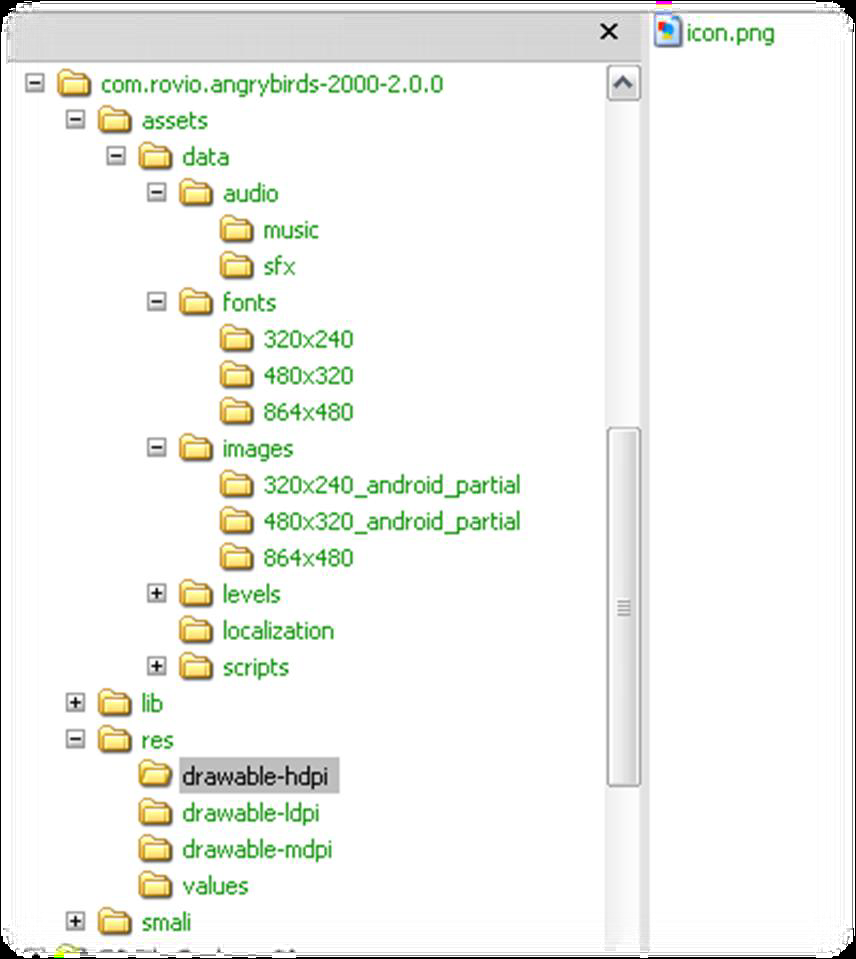 icon.png
com.rovio.angrybirds-2000-2.0.0
assets
data
audio
music
sfx
fonts
320x240
480x320
864x480
images
320x240_android_partial
480x320_android_partial
864x480
levels
localization
scripts
lib
res
drawable-hdpi
drawable-ldpi
drawable-mdpi
values
smali